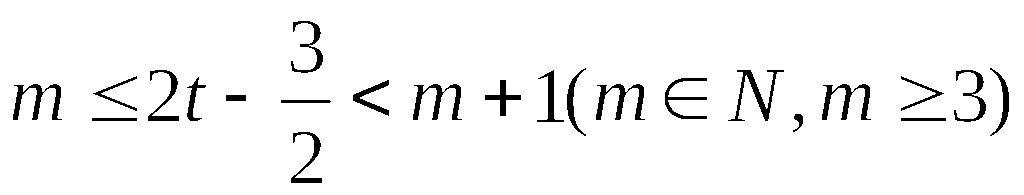 m ≤ 2t - 3/2 < m + 1(m ∈ N, m ≥ 3)